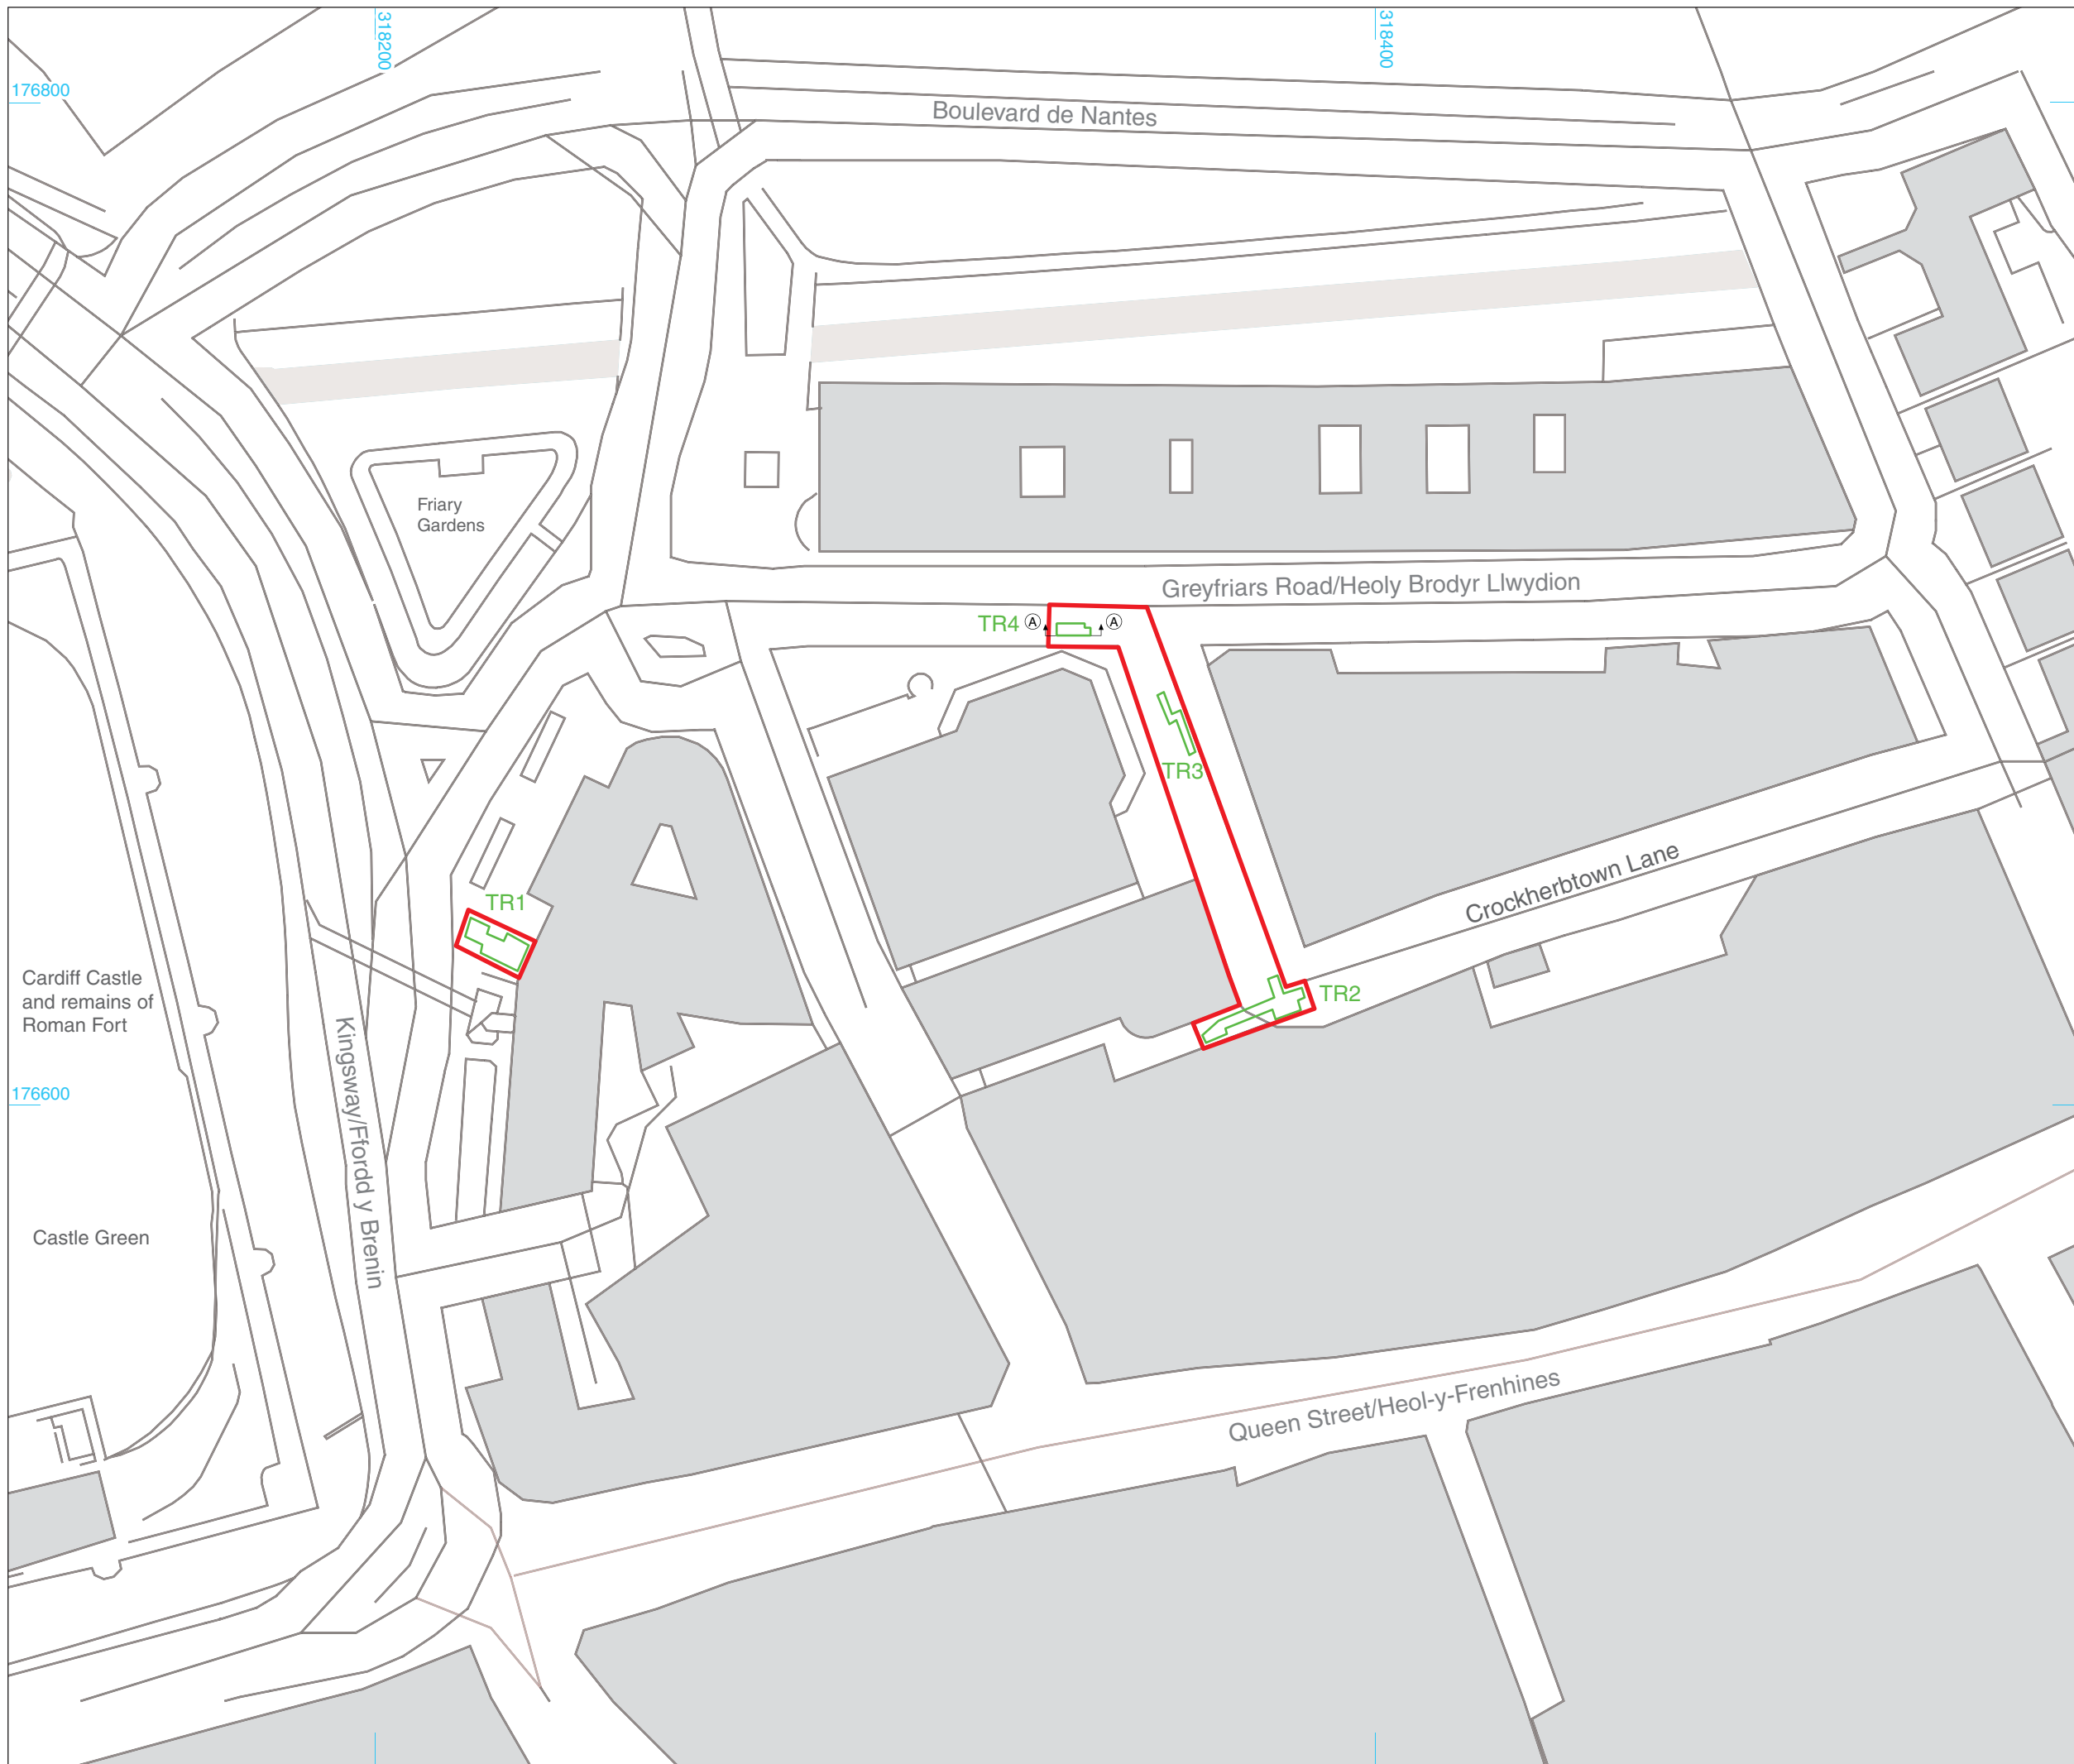 318200
318400
176800
Boulevard de Nantes
Friary
Gardens
Greyfriars Road/Heoly Brodyr Llwydion
TR4
A
A
TR3
Crockherbtown Lane
TR1
Cardiff Castle
and remains of
Roman Fort
TR2
Kingsway/Ffordd y Brenin
176600
Castle Green
Queen Street/Heol-y-Frenhines